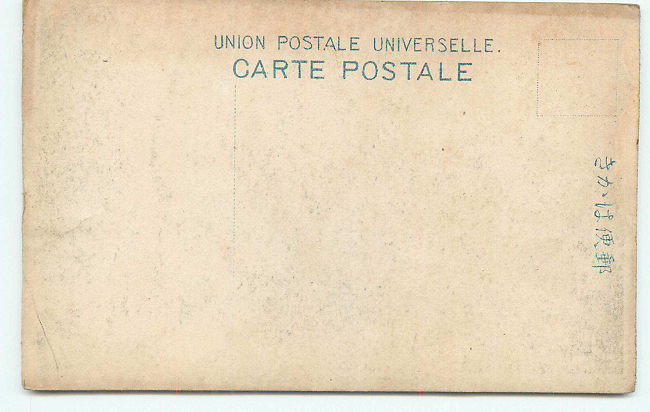 UNION POSTALE UNIVERSELLE.
CARTE POSTALE
きかは便郵